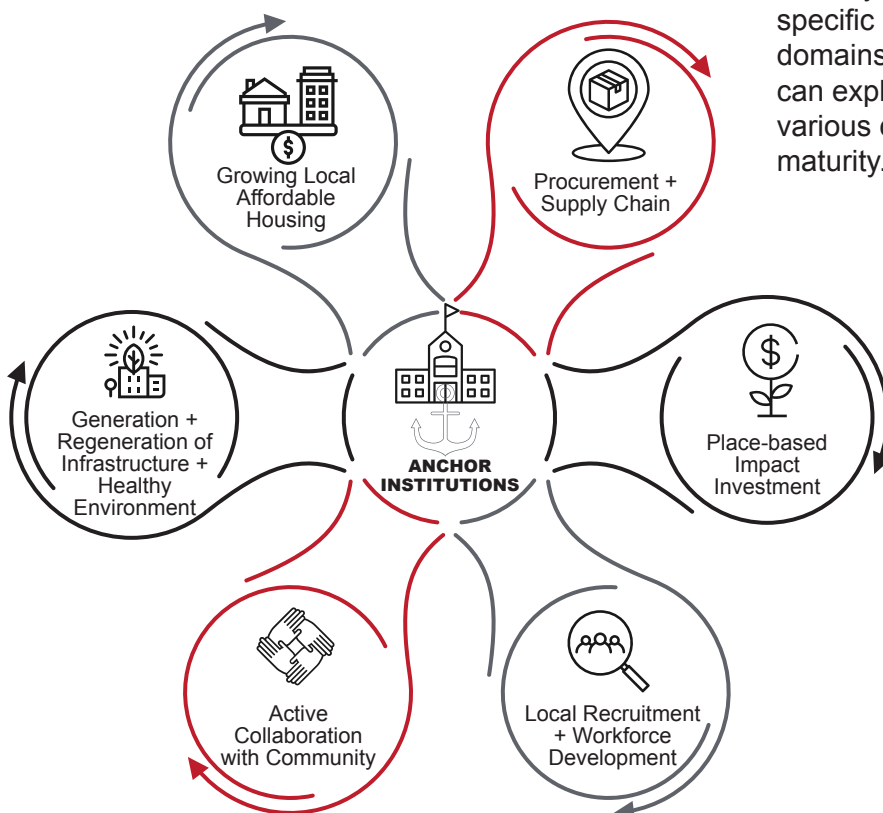 specific
domains
can expl
various
maturity.
Growing Local
Affordable
Housing
Procurement +
Supply Chain
Generation +
Regeneration of
Infrastructure +
Healthy
Environment
ANCHOR
INSTITUTIONS
Place-based
Impact
Investment
Active
Collaboration
with Community
Local Recruitment
+ Workforce
Development